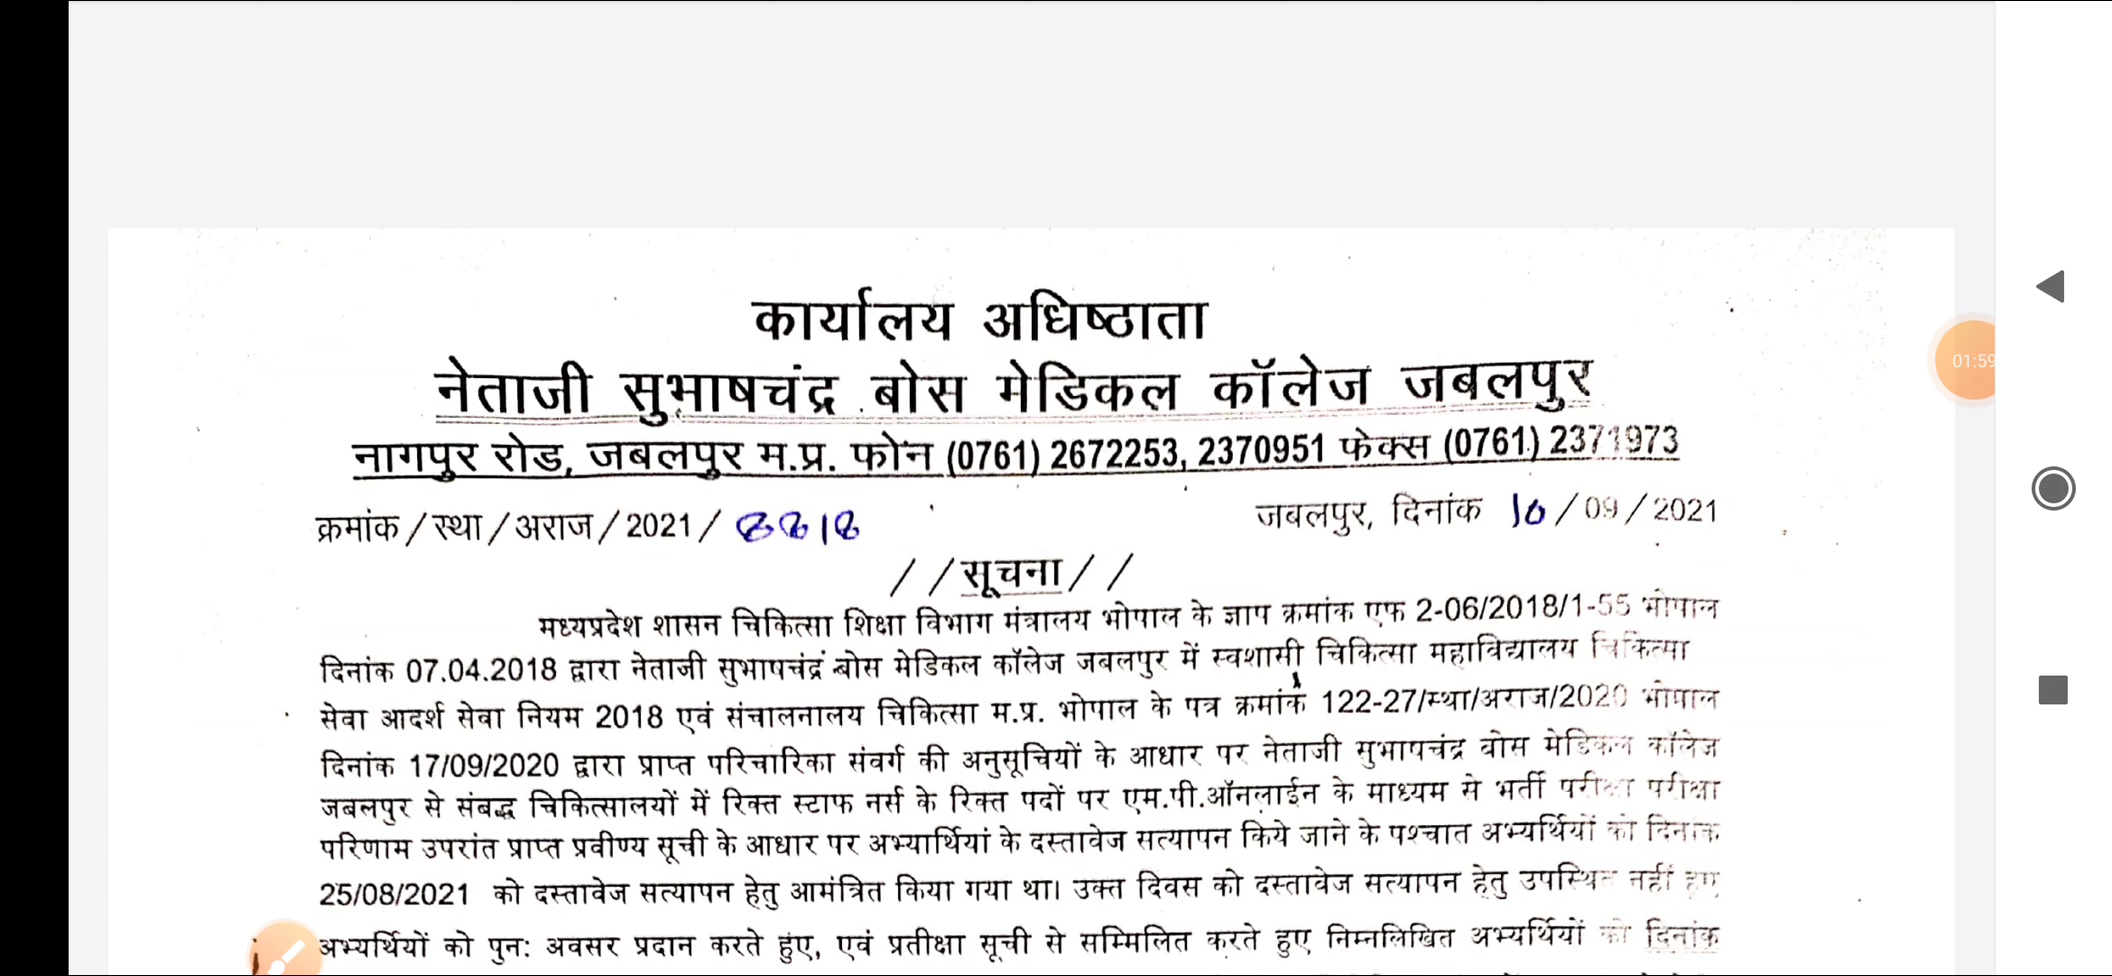 कार्यालय अधिष्ठाता
नेताजी सुभाषचंद्र बोस मेडिकल कॉलेज जबलपुर
नागपुर रोड, जबलपुर म.प्र. फोन (0761) 2672253, 2370951 फेक्स (0761) 2371973
क्रमांक / स्था / अराज / 2021 / जबलपुर, दिनांक 10 / 09 / 2021
/ / सूचना / /
मध्यप्रदेश शासन चिकित्सा शिक्षा विभाग मंत्रालय भोपाल के ज्ञाप क्रमांक एफ 2-06/2018/1-55 भोपाल
दिनांक 07.04.2018 द्वारा नेताजी सुभाषचंद्र बोस मेडिकल कॉलेज जबलपुर में स्वशासी चिकित्सा महाविद्यालय चिकित्सा
सेवा आदर्श सेवा नियम 2018 एवं संचालनालय चिकित्सा म.प्र. भोपाल के पत्र क्रमांक 122-27/स्था/अराज/2020 भोपाल
दिनांक 17/09/2020 द्वारा प्राप्त परिचारिका संवर्ग की अनुसूचियों के आधार पर नेताजी सुभाषचंद्र बोस मेडिकल कॉलेज
जबलपुर से संबद्ध चिकित्सालयों में रिक्त स्टाफ नर्स के रिक्त पदों पर एम.पी.ऑनलाईन के माध्यम से भर्ती परीक्षा परीक्षा
परिणाम उपरांत प्राप्त प्रवीण्य सूची के आधार पर अभ्यार्थियां के दस्तावेज सत्यापन किये जाने के पश्चात अभ्यर्थियों को दिनांक
25/08/2021 को दस्तावेज सत्यापन हेतु आमंत्रित किया गया था। उक्त दिवस को दस्तावेज सत्यापन हेतु उपस्थित नहीं हुए
अभ्यर्थियों को पुन: अवसर प्रदान करते हुंए, एवं प्रतीक्षा सूची से सम्मिलित करते हुए निम्नलिखित अभ्यर्थियों को दिनांक
01:59